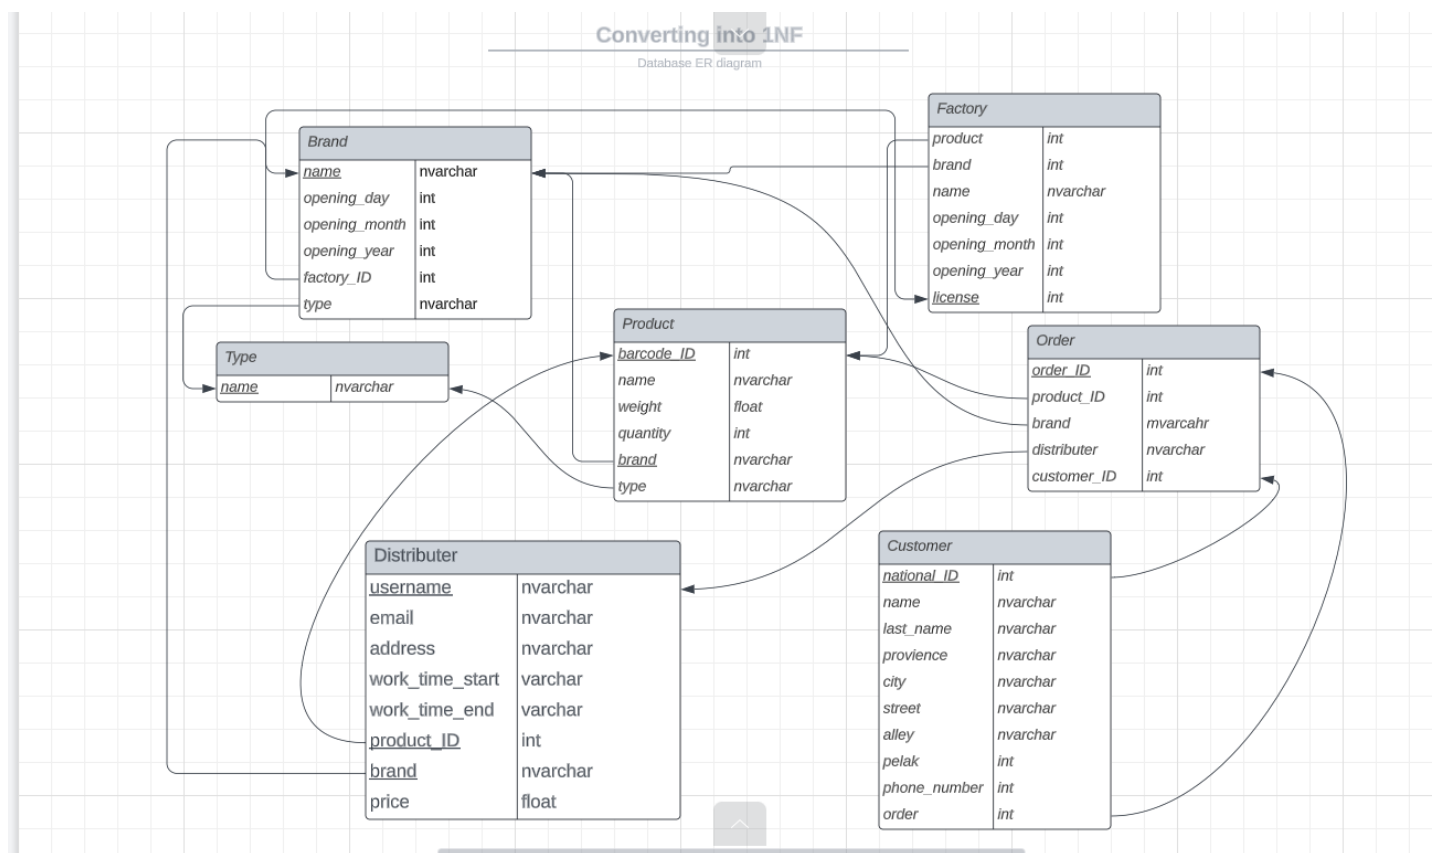 Converting into 1NF
Database ER diagram
Brand
name nvarchar
opening_day int
opening_month int
opening_year int
factory_ID int
type nvarchar
Factory
product int
brand int
name nvarchar
opening_day int
opening_month int
opening_year int
license int
Type
name nvarchar
Product
barcode_ID int
name nvarchar
weight float
quantity int
brand nvarchar
type nvarchar
Order
order_ID int
product_ID int
brand mvarcahr
distributer nvarchar
customer_ID int
Distributer
username nvarchar
email nvarchar
address nvarchar
work_time_start varchar
work_time_end varchar
product_ID int
brand nvarchar
price float
Customer
national_ID int
name nvarchar
last_name nvarchar
provience nvarchar
city nvarchar
street nvarchar
alley nvarchar
pelak int
phone_number int
order int